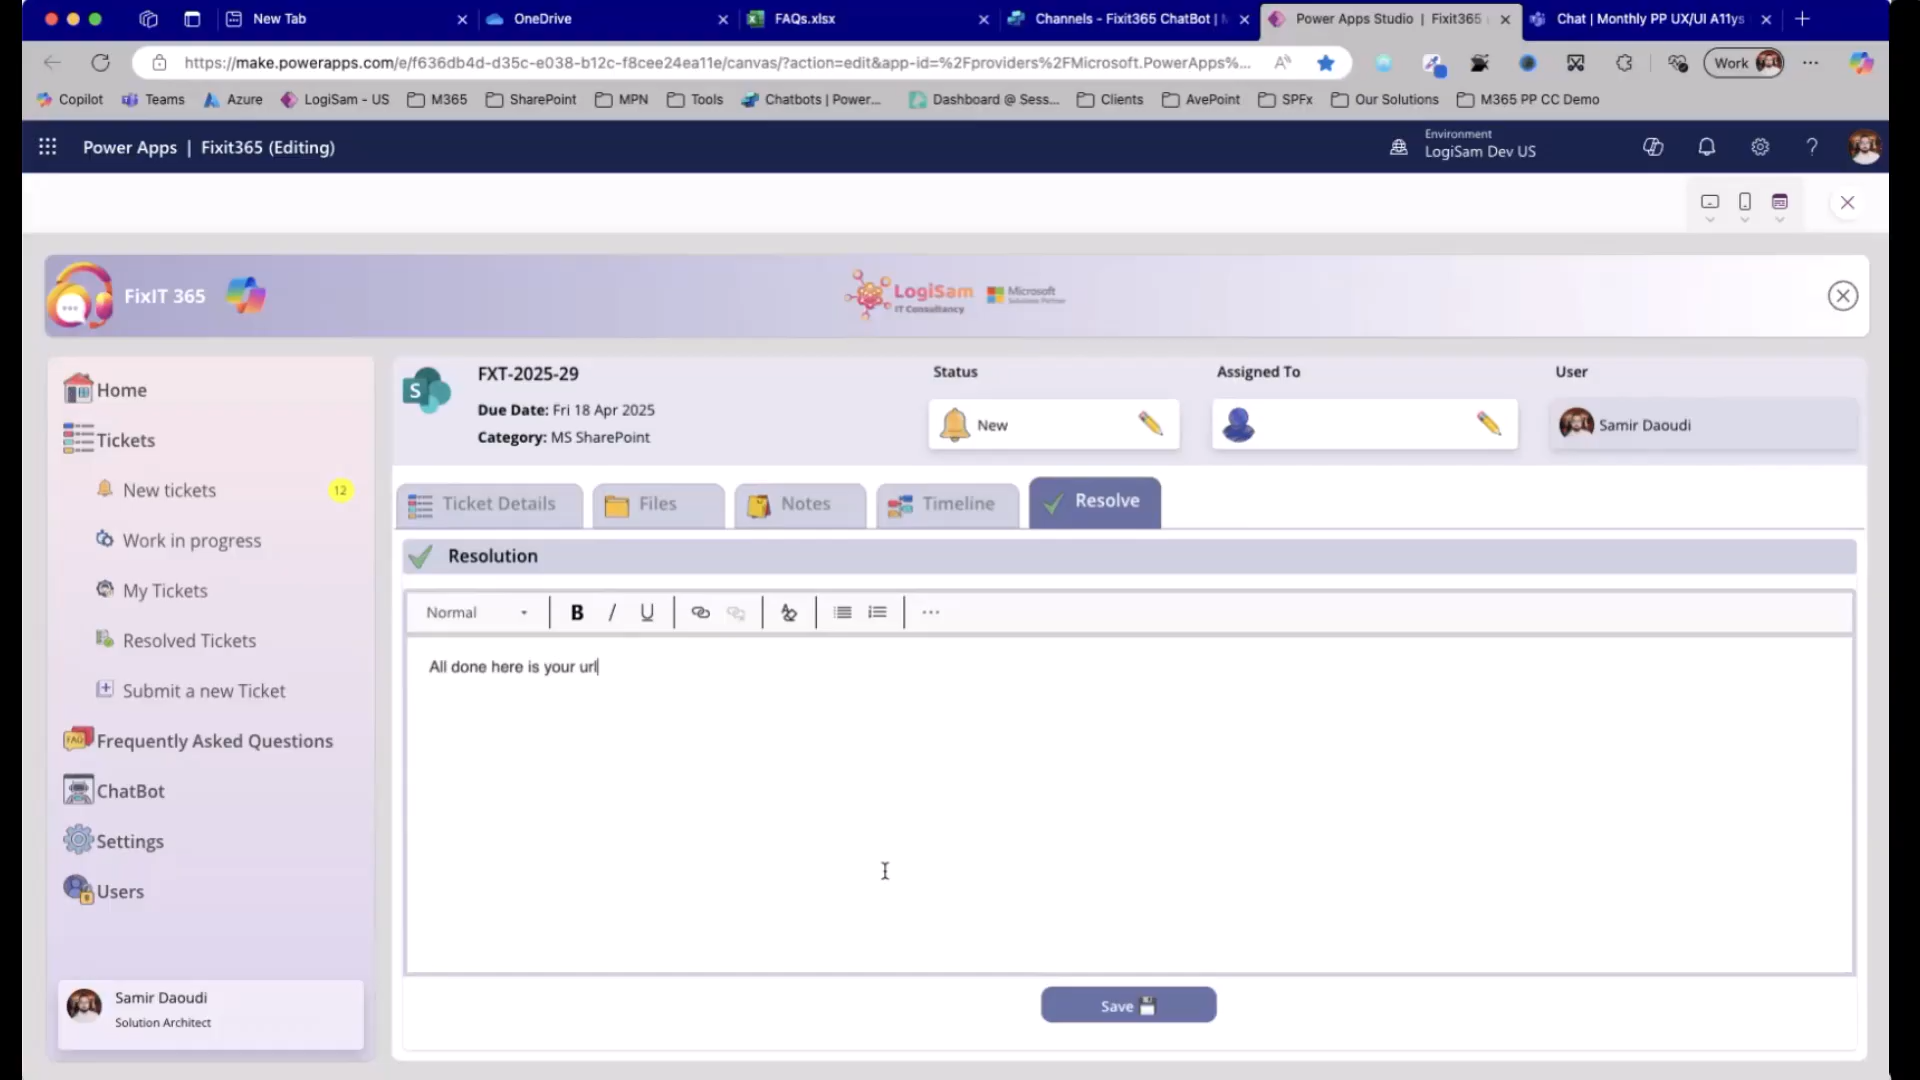 New Tab
OneDrive
FAQs.xlsx
Channels - Fixit365 ChatBot |
Power Apps Studio | Fixit365
Chat | Monthly PP UX/UI A11ys
https://make.powerapps.com/e/f636db4d-d35c-e038-b12c-f8cee24ea11e/canvas/?action=edit&app-id=%2Fproviders%2FMicrosoft.PowerApps%...
Work
Copilot
Teams
Azure
LogiSam - US
M365
SharePoint
MPN
Tools
Chatbots | Power...
Dashboard @ Sess...
Clients
AvePoint
SPFx
Our Solutions
M365 PP CC Demo
Power Apps | Fixit365 (Editing)
Environment
LogiSam Dev US
FixIT 365
LogiSam
IT Consultancy
Microsoft
Solutions Partner
Home
Tickets
New tickets
12
Work in progress
My Tickets
Resolved Tickets
Submit a new Ticket
FAQ
Frequently Asked Questions
ChatBot
Settings
Users
Samir Daoudi
Solution Architect
S
FXT-2025-29
Due Date: Fri 18 Apr 2025
Category: MS SharePoint
Status
New
Assigned To
User
Samir Daoudi
Ticket Details
Files
Notes
Timeline
Resolve
Resolution
Normal
B
I
U
All done here is your url
Save